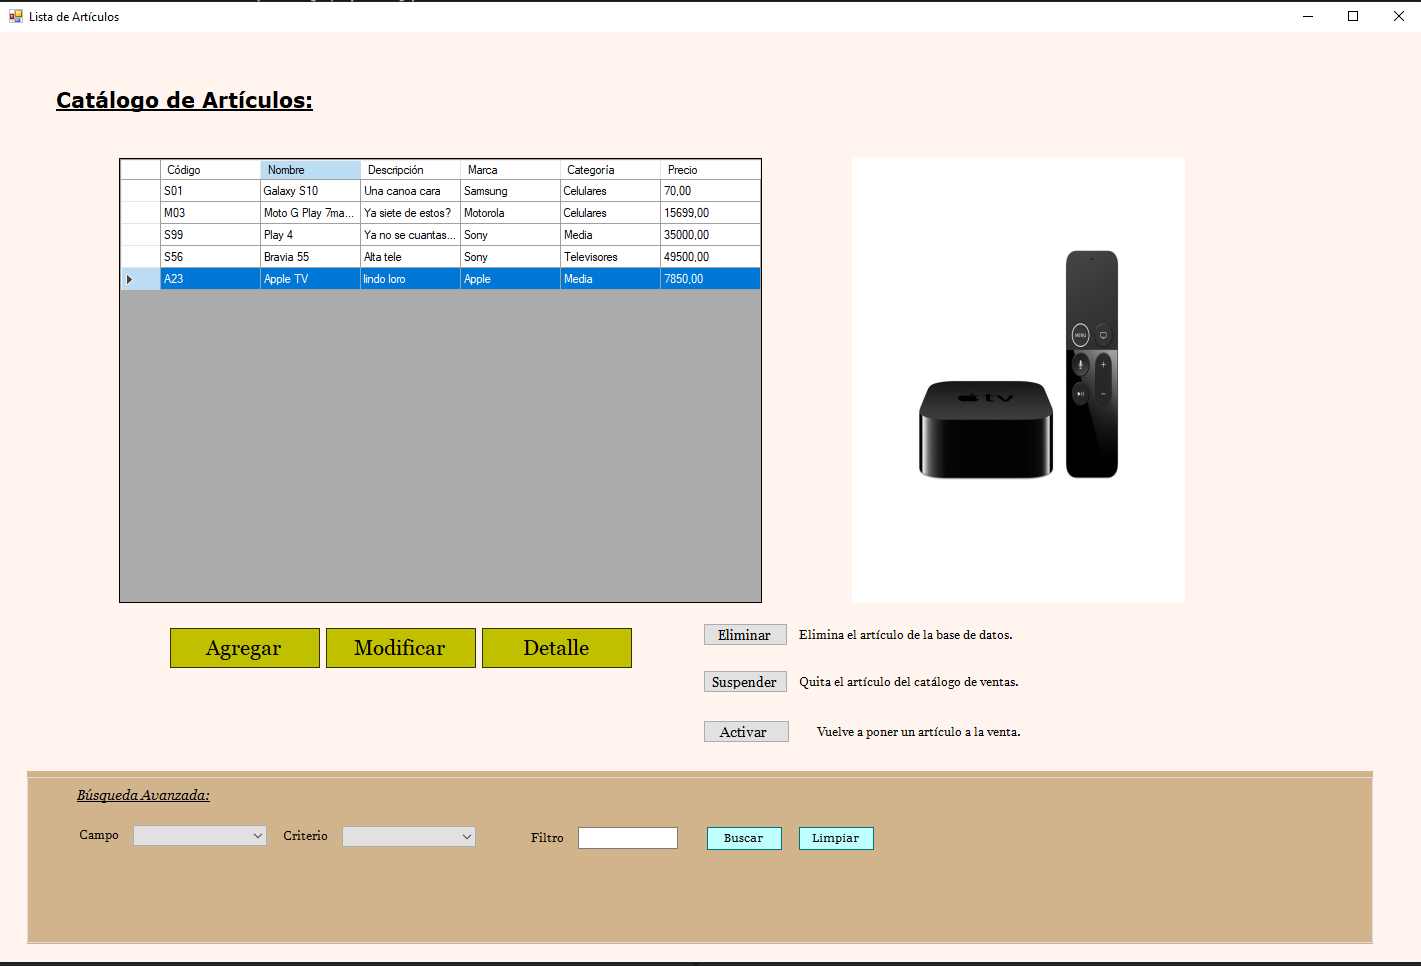 Lista de Artículos
Catálogo de Artículos:
Código Nombre Descripción Marca Categoría Precio
S01 Galaxy S10 Una canoa cara Samsung Celulares 70,00
M03 Moto G Play 7ma... Ya siete de estos? Motorola Celulares 15699,00
S99 Play 4 Ya no se cuantas... Sony Media 35000,00
S56 Bravia 55 Alta tele Sony Televisores 49500,00
A23 Apple TV lindo loro Apple Media 7850,00
MENU
tv
Agregar Modificar Detalle
Eliminar Elimina el artículo de la base de datos.
Suspender Quita el artículo del catálogo de ventas.
Activar Vuelve a poner un artículo a la venta.
Búsqueda Avanzada:
Campo Criterio Filtro Buscar Limpiar